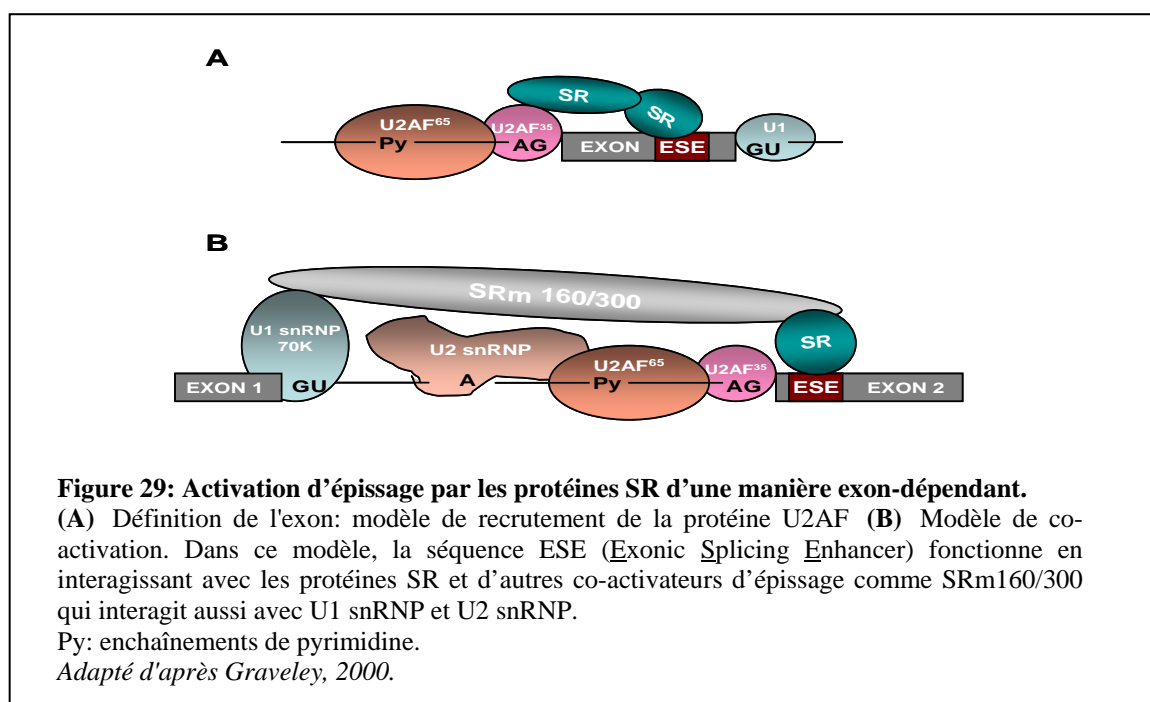 A
SR
SR
U2AF⁶⁵
U2AF³⁵
U1
Py
AG
EXON
ESE
GU
B
SRm 160/300
U1 snRNP
70K
U2 snRNP
U2AF⁶⁵
U2AF³⁵
SR
EXON 1
GU
A
Py
AG
ESE
EXON 2
Figure 29: Activation d'épissage par les protéines SR d'une manière exon-dépendant.
(A) Définition de l'exon: modèle de recrutement de la protéine U2AF (B) Modèle de co-
activation. Dans ce modèle, la séquence ESE (Exonic Splicing Enhancer) fonctionne en
interagissant avec les protéines SR et d'autres co-activateurs d'épissage comme SRm160/300
qui interagit aussi avec U1 snRNP et U2 snRNP.
Py: enchaînements de pyrimidine.
Adapté d'après Graveley, 2000.